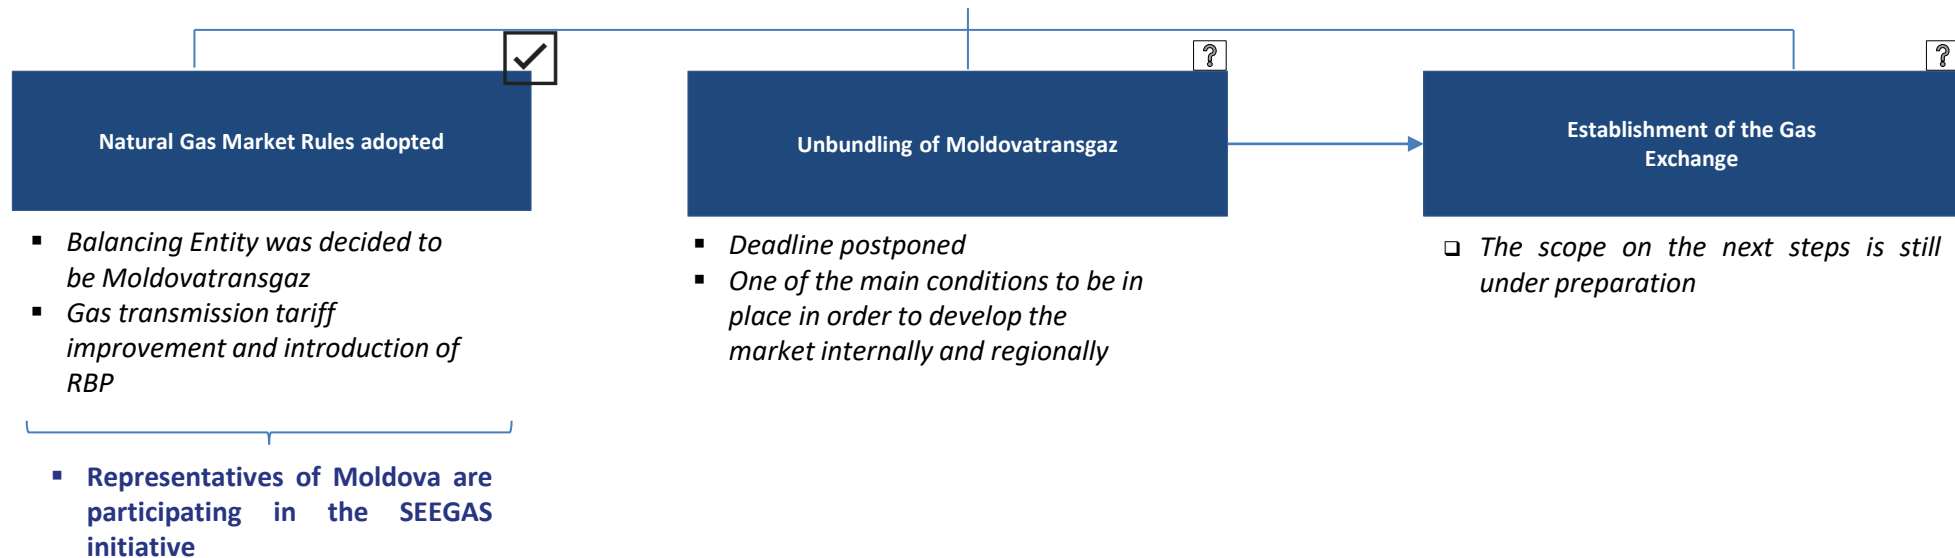 Natural Gas Market Rules adopted
▪ Balancing Entity was decided to
be Moldovatransgaz
▪ Gas transmission tariff
improvement and introduction of
RBP
▪ Representatives of Moldova are
participating in the SEEGAS
initiative
?
Unbundling of Moldovatransgaz
▪ Deadline postponed
▪ One of the main conditions to be in
place in order to develop the
market internally and regionally
?
Establishment of the Gas
Exchange
❑ The scope on the next steps is still
under preparation